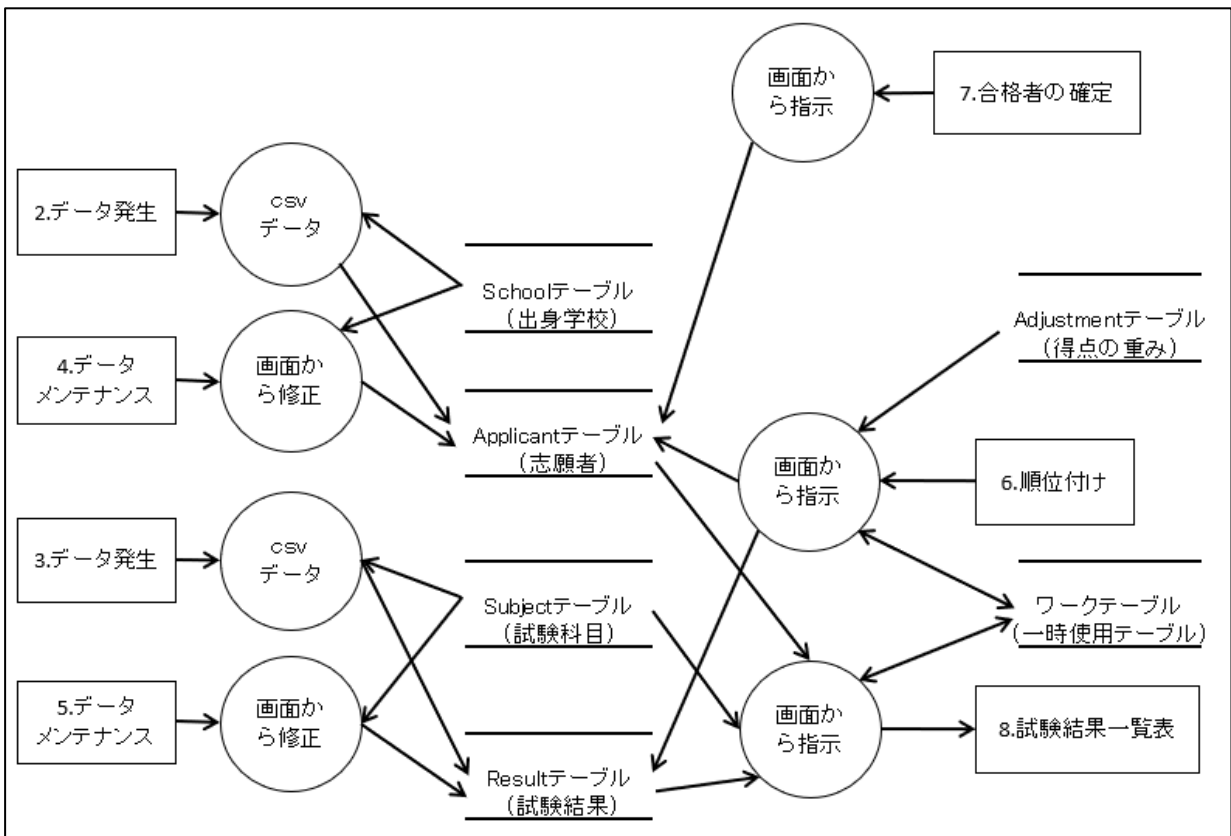 画面か
ら指示
7.合格者の確定
2.データ発生
csv
データ
Schoolテーブル
(出身学校)
Adjustmentテーブル
(得点の重み)
4.データ
メンテナンス
画面か
ら修正
Applicantテーブル
(志願者)
画面か
ら指示
6.順位付け
3.データ発生
csv
データ
Subjectテーブル
(試験科目)
ワークテーブル
(一時使用テーブル)
5.データ
メンテナンス
画面か
ら修正
画面か
ら指示
8.試験結果一覧表
Resultテーブル
(試験結果)